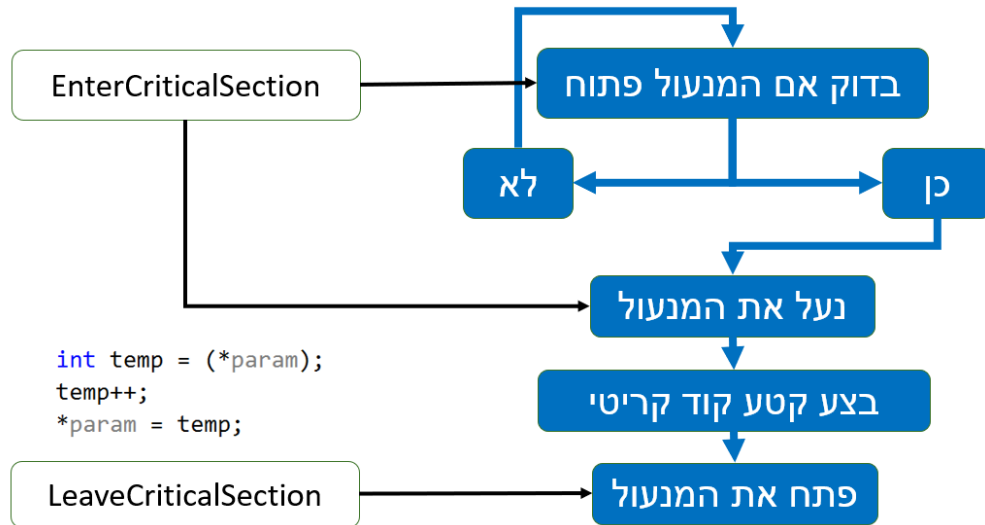 EnterCriticalSection
בדוק אם המנעול פתוח
לא
כן
נעל את המנעול
int temp = (*param);
temp++;
*param = temp;
בצע קטע קוד קריטי
LeaveCriticalSection
פתח את המנעול